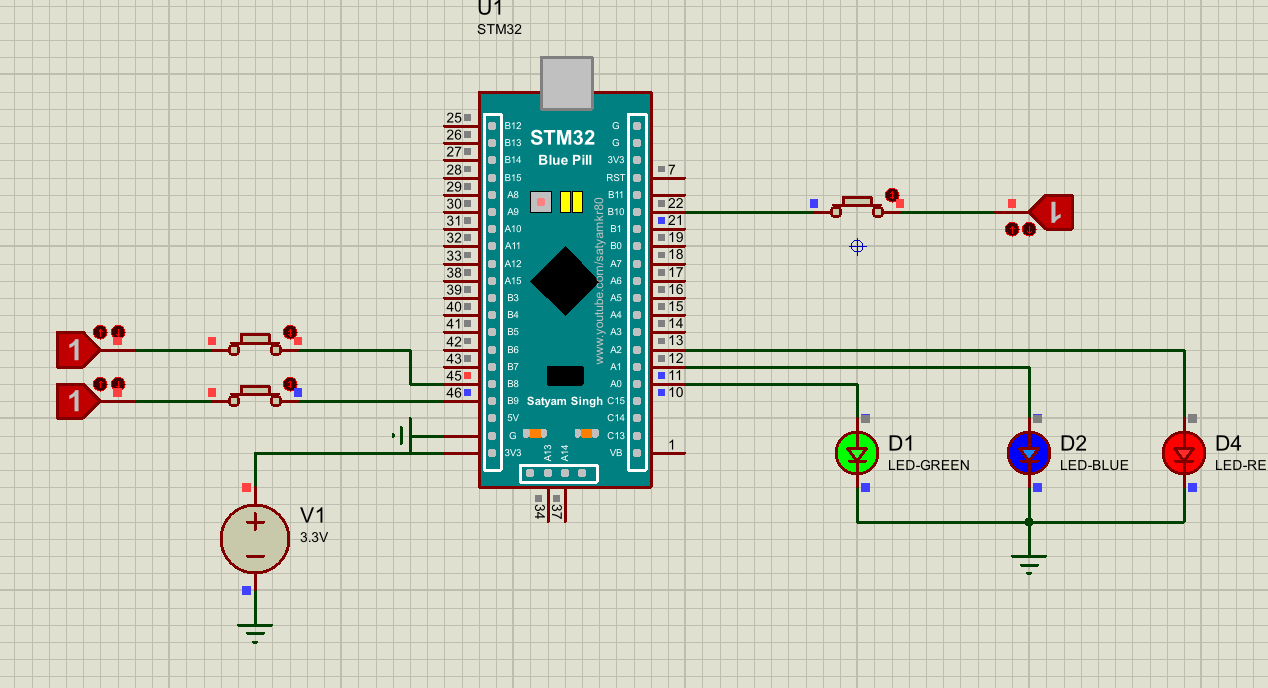 U1
STM32
STM32
Blue Pill
25 B12
26 B13
27 B14
28 B15
29 A8
30 A9
31 A10
32 A11
33 A12
38 A15
39 B3
40 B4
41 B5
42 B6
43 B7
45 B8
46 B9
5V
G
3V3
G
G
3V3
RST 7
B11
B10 22
B1 21
B0 19
A7 18
A6 17
A5 16
A4 15
A3 14
A2 13
A1 12
A0 11
C15 10
C14
C13
VB 1
www.youtube.com/satyamkr80
Satyam Singh
A13
A14
34
37
1
1
1
V1
3.3V
D1
LED-GREEN
D2
LED-BLUE
D4
LED-RE